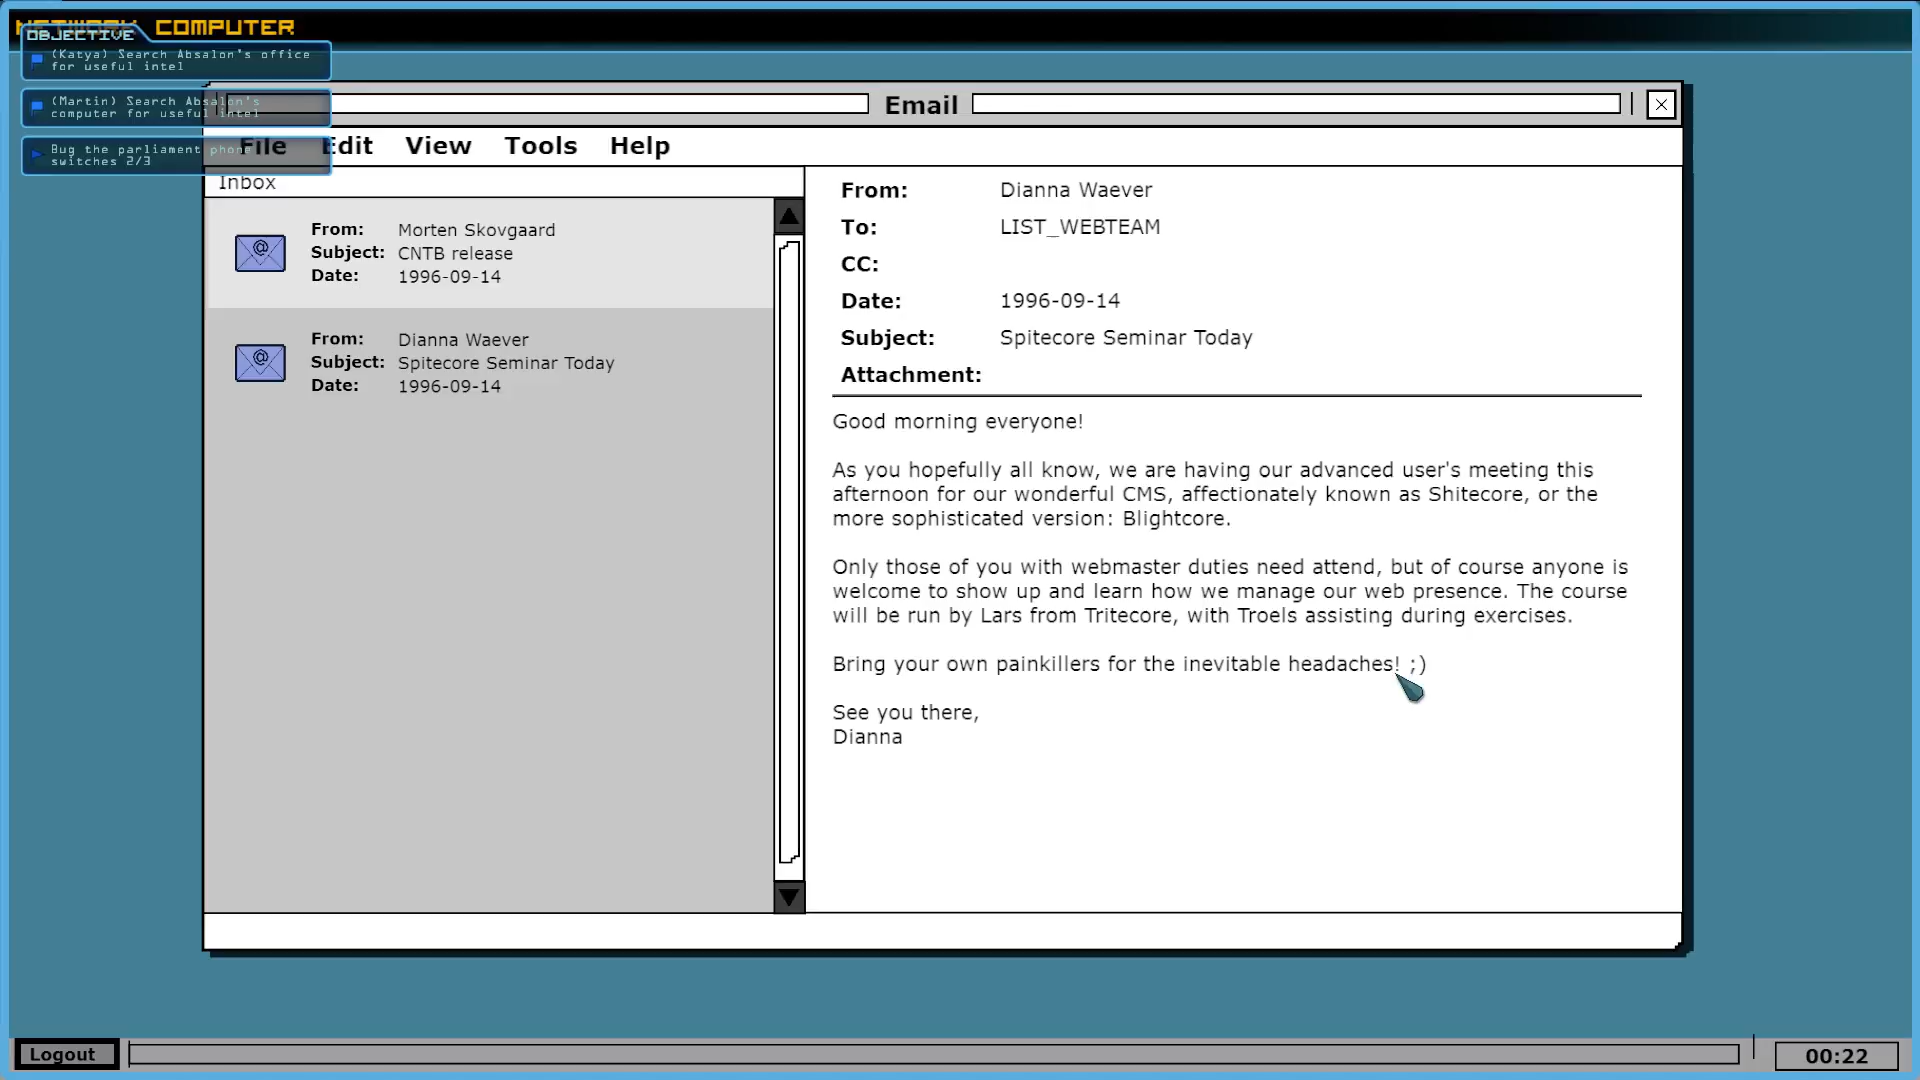 NETWORK COMPUTER
OBJECTIVE
(Katya) Search Absalon's office
for useful intel
(Martin) Search Absalon's
computer for useful intel
Bug the parliament phone
switches 2/3
Email
File Edit View Tools Help
Inbox
From: Morten Skovgaard
Subject: CNTB release
Date: 1996-09-14
From: Dianna Waever
Subject: Spitecore Seminar Today
Date: 1996-09-14
From: Dianna Waever
To: LIST_WEBTEAM
CC:
Date: 1996-09-14
Subject: Spitecore Seminar Today
Attachment:
Good morning everyone!
As you hopefully all know, we are having our advanced user's meeting this
afternoon for our wonderful CMS, affectionately known as Shitecore, or the
more sophisticated version: Blightcore.
Only those of you with webmaster duties need attend, but of course anyone is
welcome to show up and learn how we manage our web presence. The course
will be run by Lars from Tritecore, with Troels assisting during exercises.
Bring your own painkillers for the inevitable headaches! ;)
See you there,
Dianna
Logout
00:22